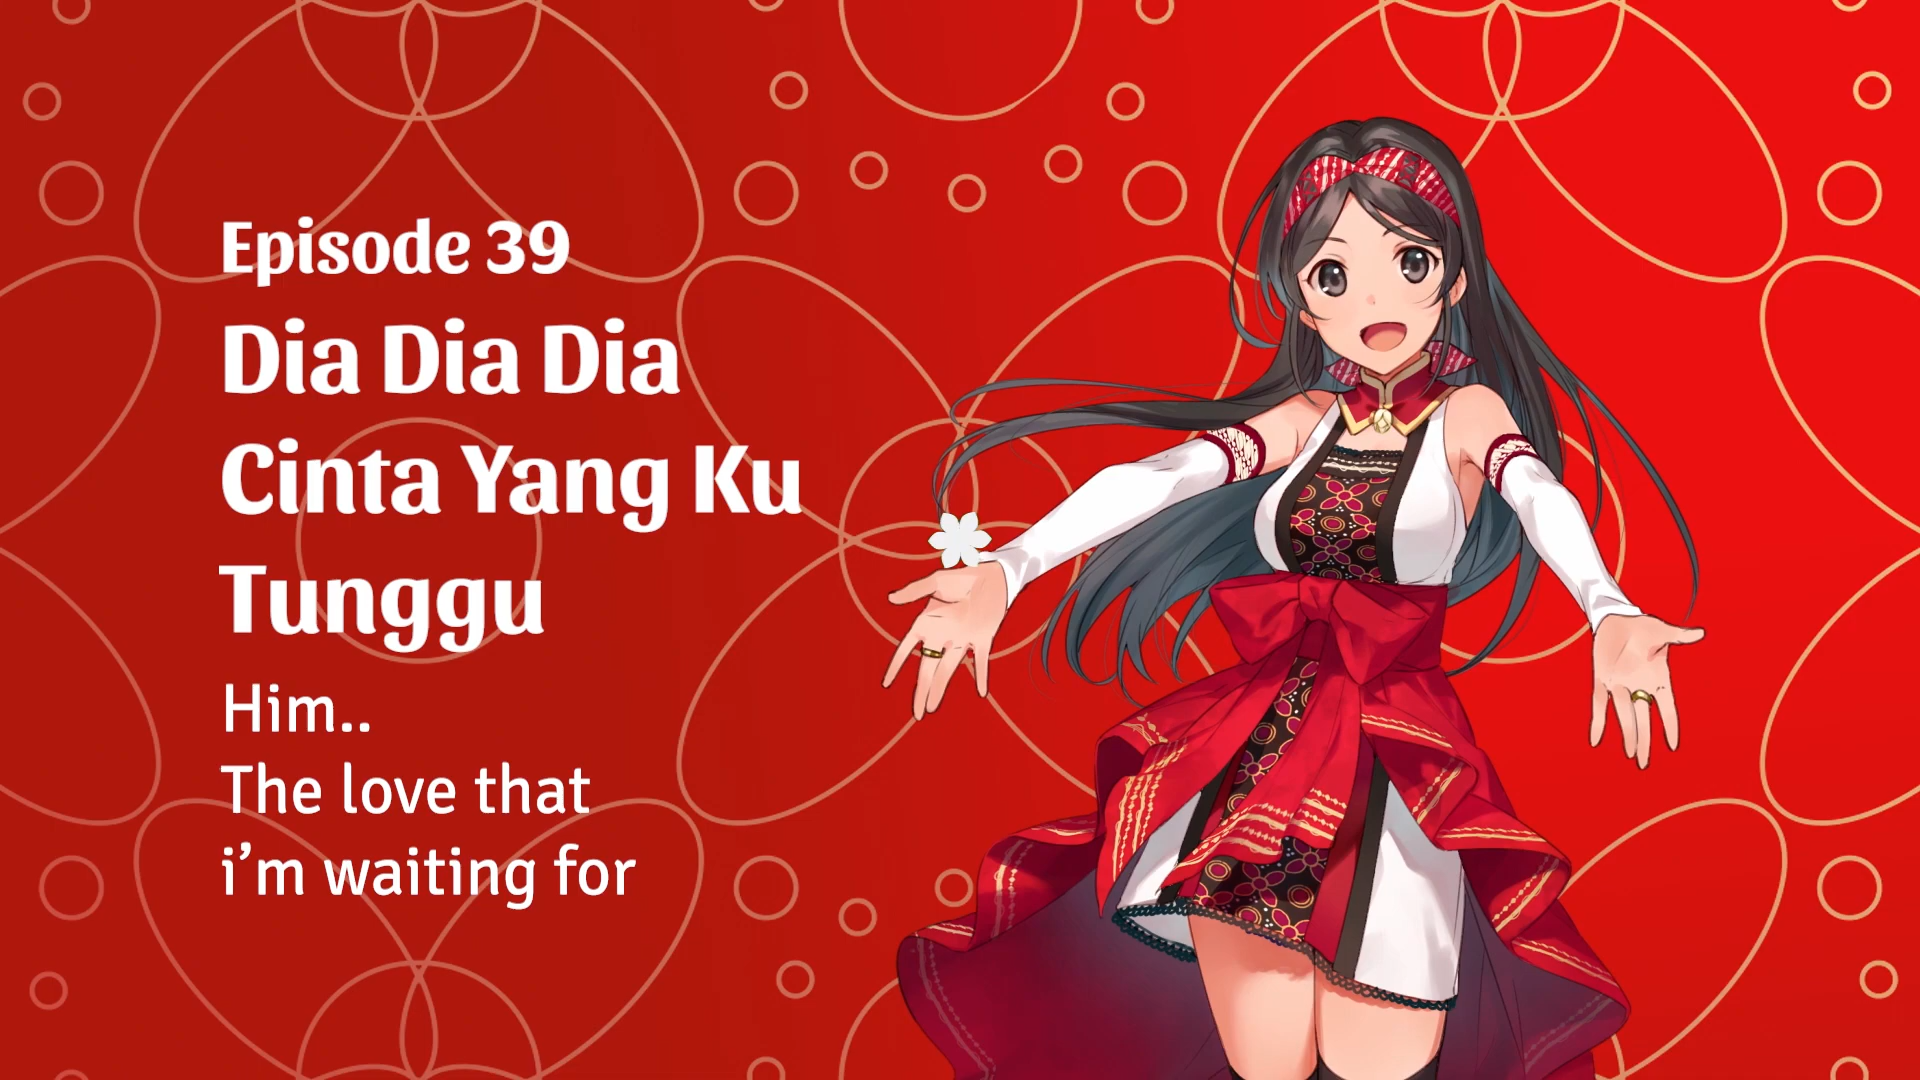 Episode 39
Dia Dia Dia
Cinta Yang Ku
Tunggu
Him..
The love that
i’m waiting for